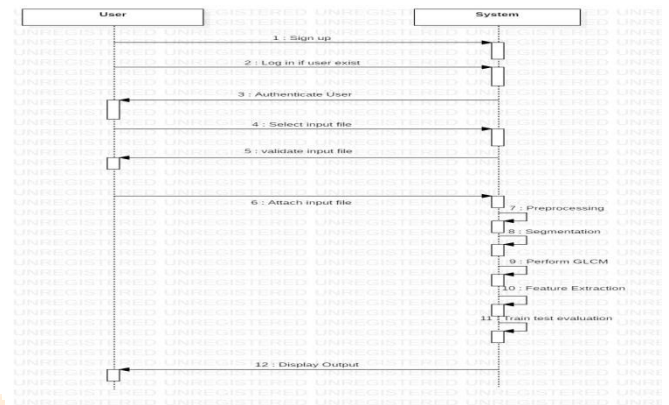 User
System
1 : Sign up
2 : Log in if user exist
3 : Authenticate User
4 : Select input file
5 : validate input file
6 : Attach input file
7 : Preprocessing
8 : Segmentation
9 : Perform GLCM
10 : Feature Extraction
11 : Train test evaluation
12 : Display Output
UNREGISTERED